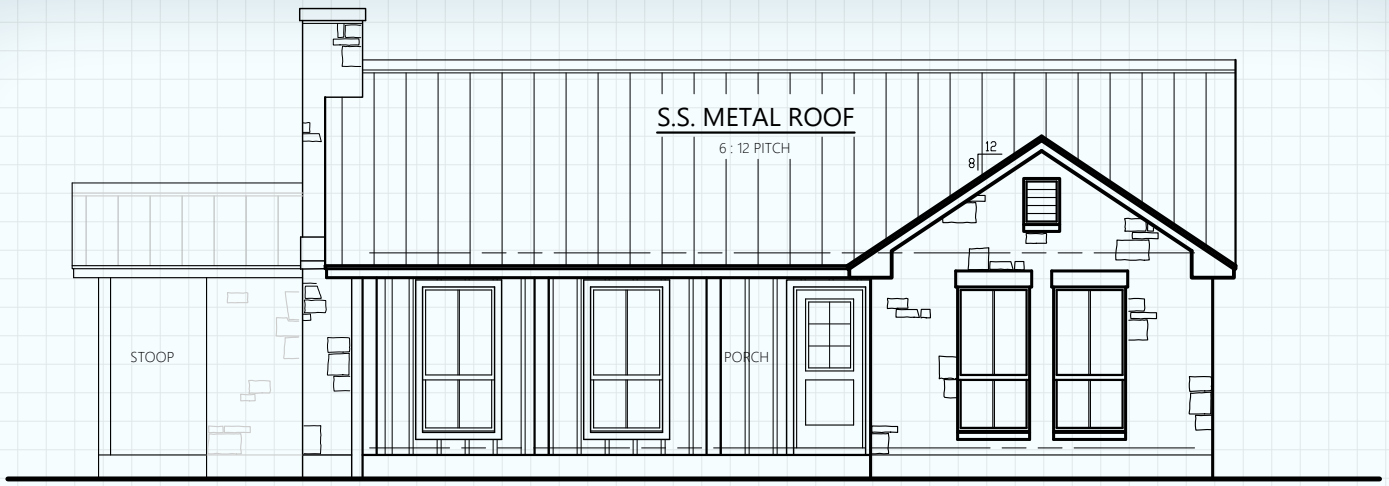 S.S. METAL ROOF
6 : 12 PITCH
12
8
STOOP
PORCH